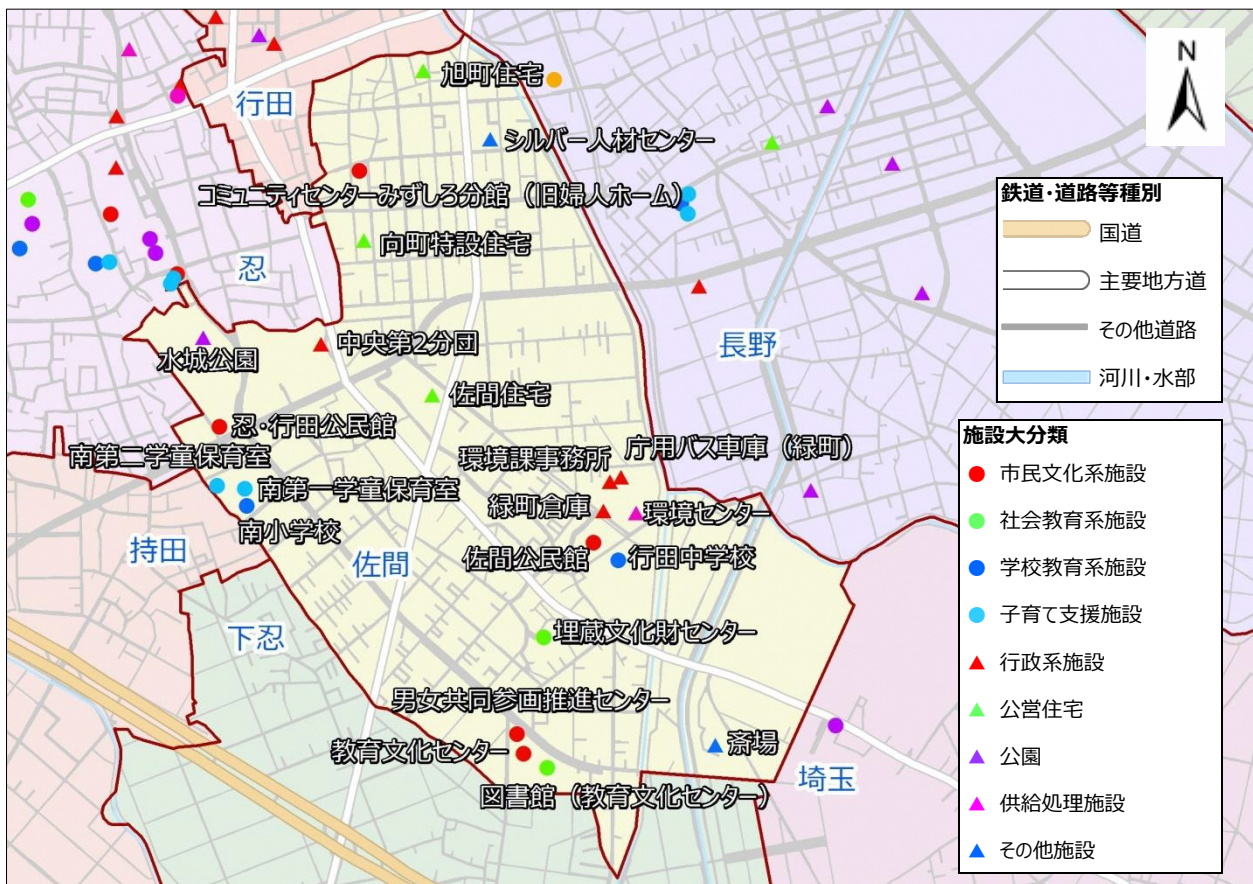 旭町住宅
N
行田
シルバー人材センター
コミュニティセンターみずしろ分館（旧婦人ホーム）
鉄道・道路等種別
国道
主要地方道
その他道路
河川・水部
向町特設住宅
忍
長野
中央第2分団
水城公園
佐間住宅
忍・行田公民館
施設大分類
市民文化系施設
社会教育系施設
学校教育系施設
子育て支援施設
行政系施設
公営住宅
公園
供給処理施設
その他施設
庁用バス車庫（緑町）
南第二学童保育室
環境課事務所
南第一学童保育室
緑町倉庫
環境センター
南小学校
持田
佐間
佐間公民館
行田中学校
下忍
埋蔵文化財センター
男女共同参画推進センター
教育文化センター
斎場
埼玉
図書館（教育文化センター）